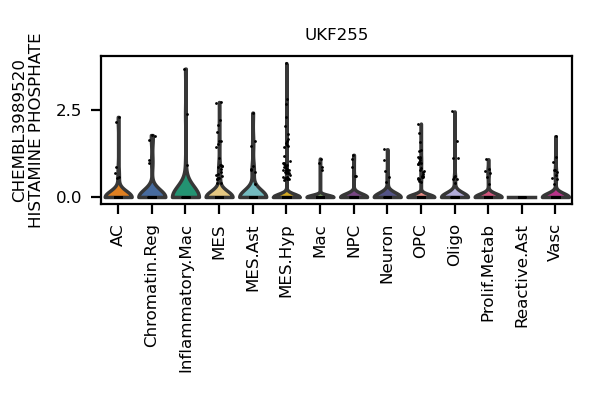 UKF255
CHEMBL3989520
HISTAMINE PHOSPHATE
2.5
0.0
AC
Chromatin.Reg
Inflammatory.Mac
MES
MES.Ast
MES.Hyp
Mac
NPC
Neuron
OPC
Oligo
Prolif.Metab
Reactive.Ast
Vasc